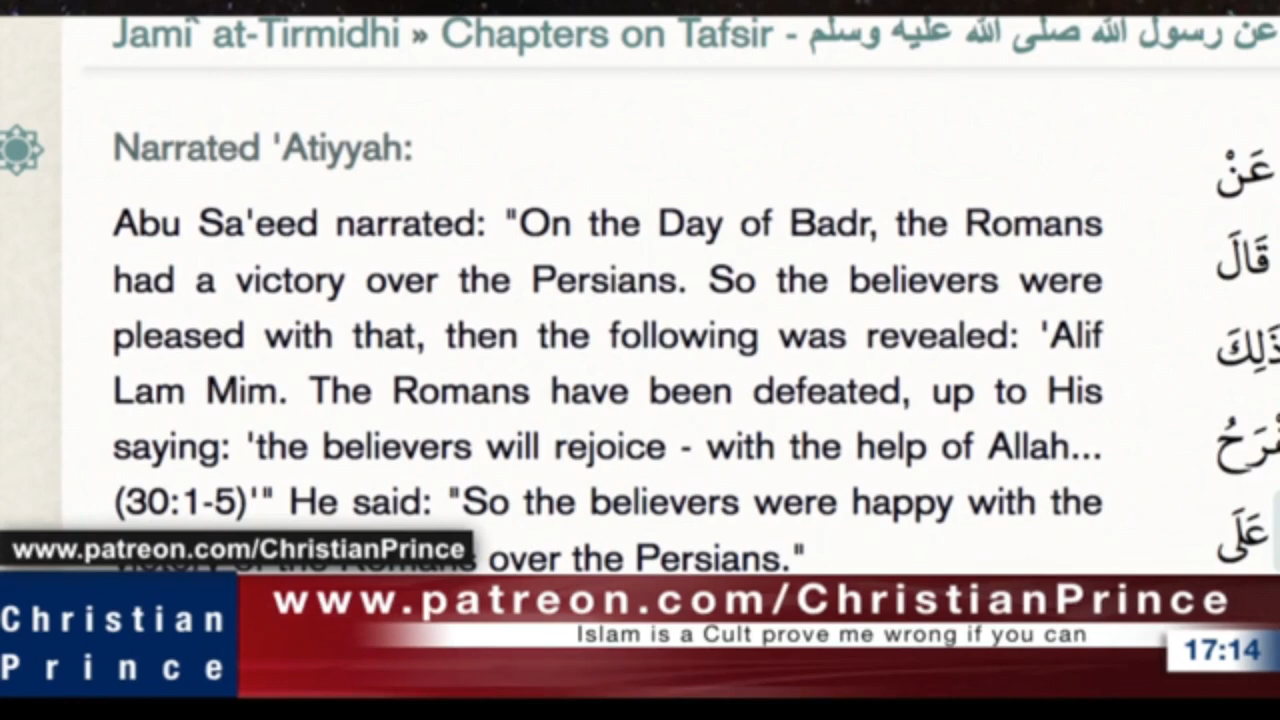 Jami` at-Tirmidhi » Chapters on Tafsir - عن رسول الله صلى الله عليه وسلم
Narrated 'Atiyyah:
عَنْ
Abu Sa'eed narrated: "On the Day of Badr, the Romans
قَالَ
had a victory over the Persians. So the believers were
pleased with that, then the following was revealed: 'Alif
ذَلِكَ
Lam Mim. The Romans have been defeated, up to His
saying: 'the believers will rejoice - with the help of Allah...
(30:1-5)'" He said: "So the believers were happy with the
عَلَى
www.patreon.com/ChristianPrince
victory of the Romans over the Persians."
Christian
Prince
www.patreon.com/ChristianPrince
Islam is a Cult prove me wrong if you can
17:14